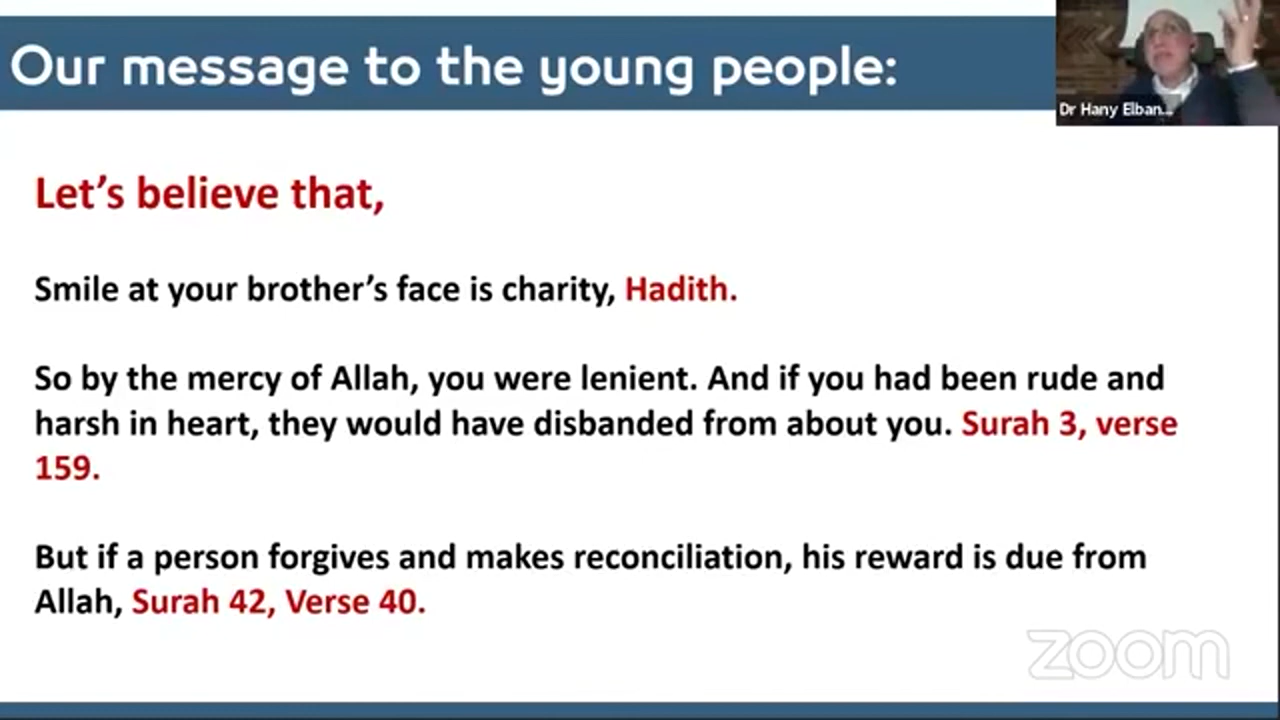 Our message to the young people:
Dr Hany Elban...
Let's believe that,
Smile at your brother's face is charity, Hadith.
So by the mercy of Allah, you were lenient. And if you had been rude and
harsh in heart, they would have disbanded from about you. Surah 3, verse
159.
But if a person forgives and makes reconciliation, his reward is due from
Allah, Surah 42, Verse 40.
zoom